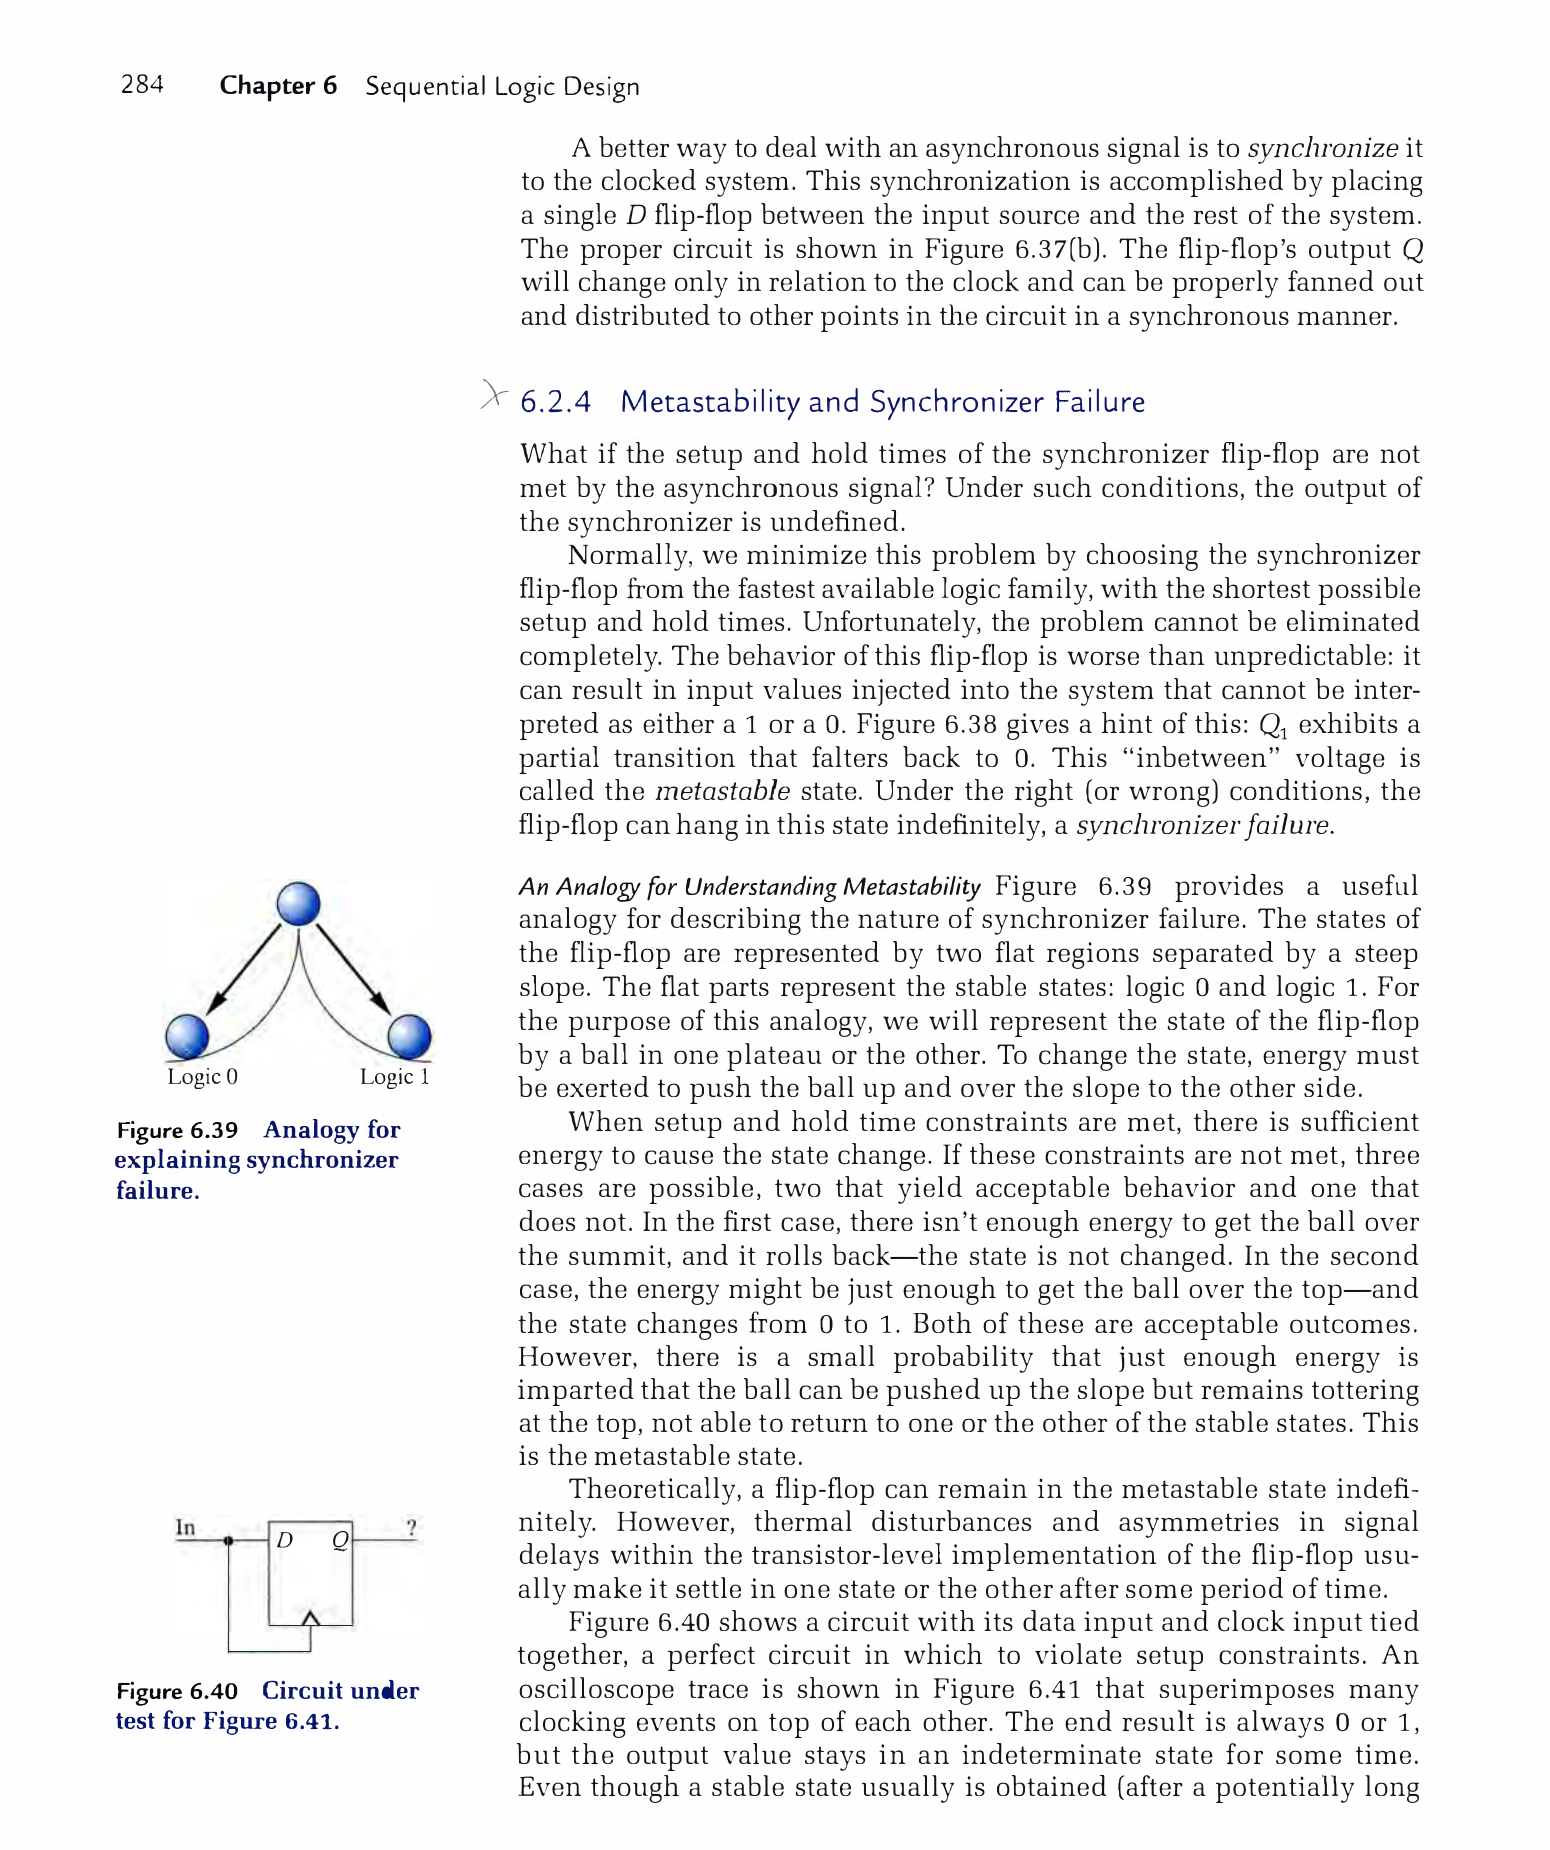 284 Chapter 6 Sequential Logic Design
A better way to deal with an asynchronous signal is to synchronize it
to the clocked system. This synchronization is accomplished by placing
a single D flip-flop between the input source and the rest of the system.
The proper circuit is shown in Figure 6.37(b). The flip-flop's output Q
will change only in relation to the clock and can be properly fanned out
and distributed to other points in the circuit in a synchronous manner.
6.2.4 Metastability and Synchronizer Failure
What if the setup and hold times of the synchronizer flip-flop are not
met by the asynchronous signal? Under such conditions, the output of
the synchronizer is undefined.
Normally, we minimize this problem by choosing the synchronizer
flip-flop from the fastest available logic family, with the shortest possible
setup and hold times. Unfortunately, the problem cannot be eliminated
completely. The behavior of this flip-flop is worse than unpredictable: it
can result in input values injected into the system that cannot be inter-
preted as either a 1 or a 0. Figure 6.38 gives a hint of this: Q₁ exhibits a
partial transition that falters back to 0. This “inbetween” voltage is
called the metastable state. Under the right (or wrong) conditions, the
flip-flop can hang in this state indefinitely, a synchronizer failure.
An Analogy for Understanding Metastability Figure 6.39 provides a useful
analogy for describing the nature of synchronizer failure. The states of
the flip-flop are represented by two flat regions separated by a steep
slope. The flat parts represent the stable states: logic 0 and logic 1. For
the purpose of this analogy, we will represent the state of the flip-flop
by a ball in one plateau or the other. To change the state, energy must
be exerted to push the ball up and over the slope to the other side.
Logic 0 Logic 1
Figure 6.39 Analogy for
explaining synchronizer
failure.
When setup and hold time constraints are met, there is sufficient
energy to cause the state change. If these constraints are not met, three
cases are possible, two that yield acceptable behavior and one that
does not. In the first case, there isn't enough energy to get the ball over
the summit, and it rolls back—the state is not changed. In the second
case, the energy might be just enough to get the ball over the top—and
the state changes from 0 to 1. Both of these are acceptable outcomes.
However, there is a small probability that just enough energy is
imparted that the ball can be pushed up the slope but remains tottering
at the top, not able to return to one or the other of the stable states. This
is the metastable state.
Theoretically, a flip-flop can remain in the metastable state indefi-
nitely. However, thermal disturbances and asymmetries in signal
delays within the transistor-level implementation of the flip-flop usu-
ally make it settle in one state or the other after some period of time.
In D Q ?
Figure 6.40 Circuit under
test for Figure 6.41.
Figure 6.40 shows a circuit with its data input and clock input tied
together, a perfect circuit in which to violate setup constraints. An
oscilloscope trace is shown in Figure 6.41 that superimposes many
clocking events on top of each other. The end result is always 0 or 1,
but the output value stays in an indeterminate state for some time.
Even though a stable state usually is obtained (after a potentially long